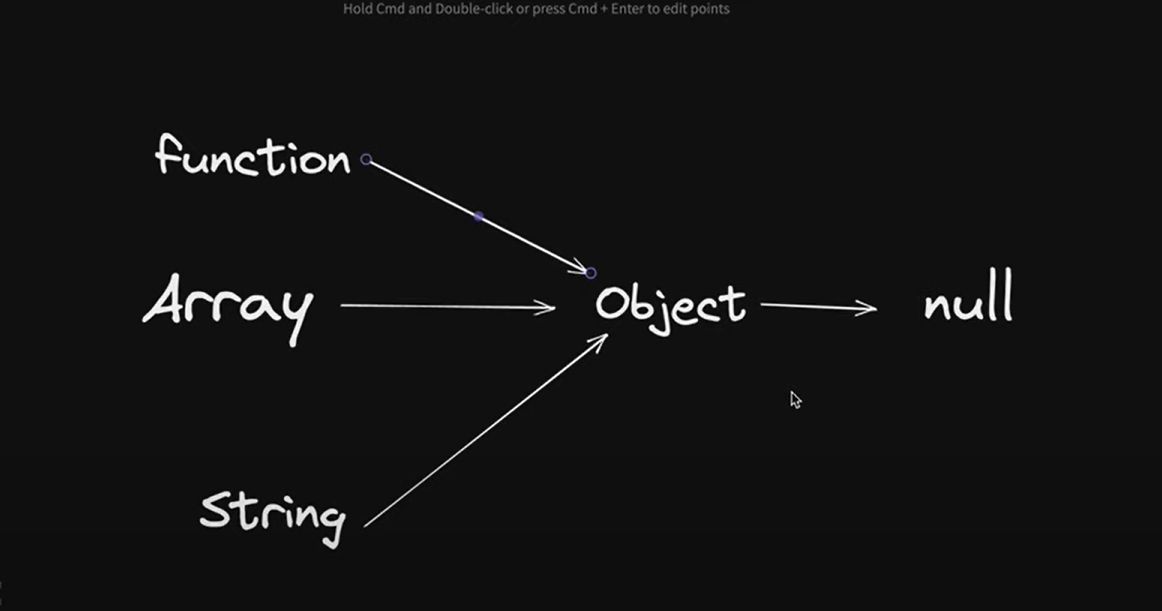 Hold Cmd and Double-click or press Cmd + Enter to edit points
function
Array
Object
null
String